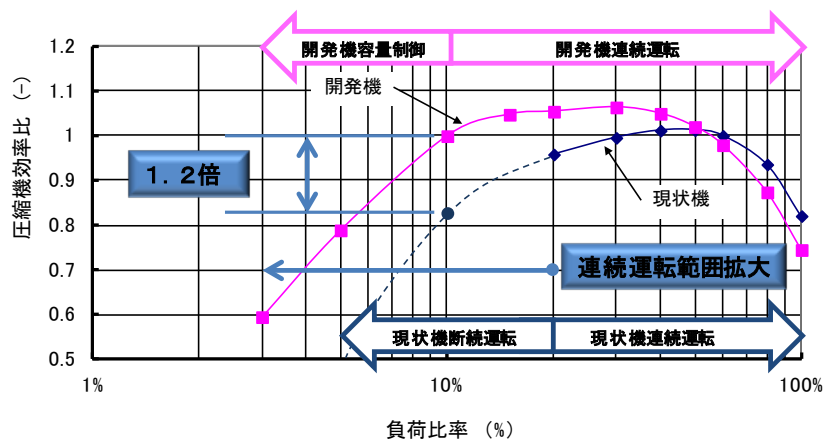 圧縮機効率比 (-)
1.2
1.1
1
0.9
0.8
0.7
0.6
0.5
開発機容量制御
開発機連続運転
開発機
1．2倍
現状機
連続運転範囲拡大
現状機断続運転
現状機連続運転
1%
10%
100%
負荷比率 (%)